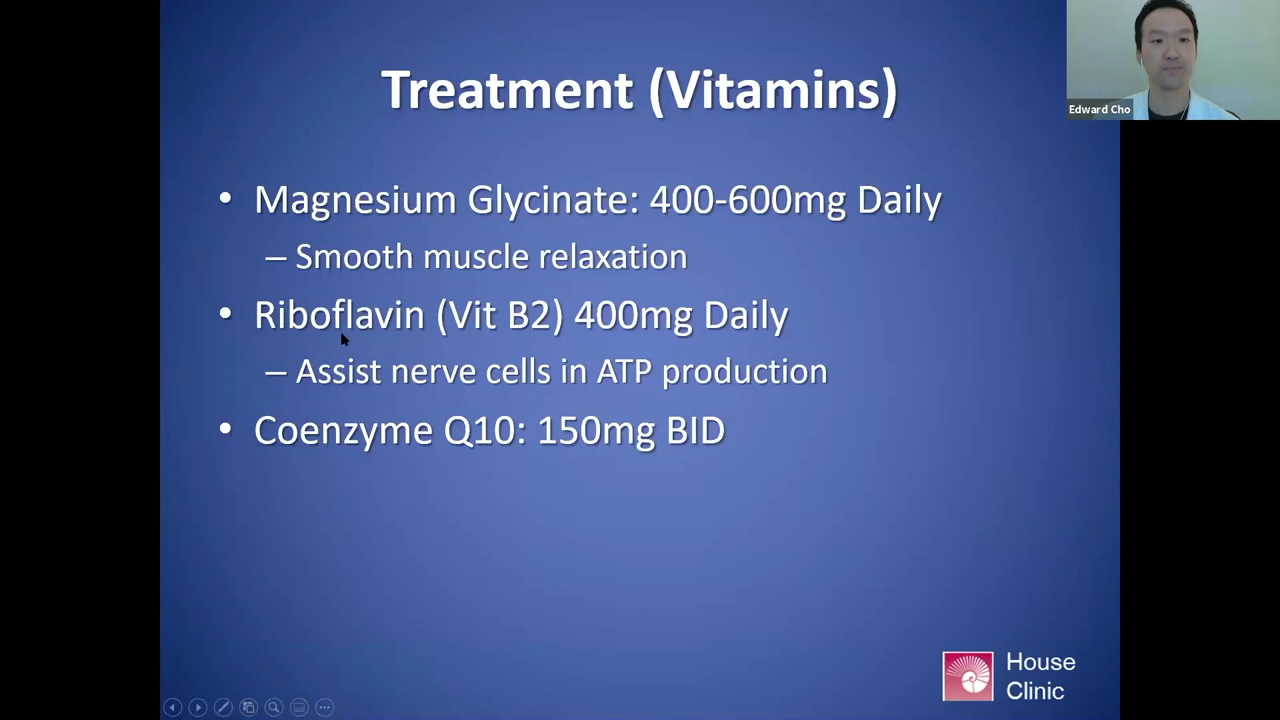 Treatment (Vitamins)
Edward Cho
• Magnesium Glycinate: 400-600mg Daily
– Smooth muscle relaxation
• Riboflavin (Vit B2) 400mg Daily
– Assist nerve cells in ATP production
• Coenzyme Q10: 150mg BID
House
Clinic